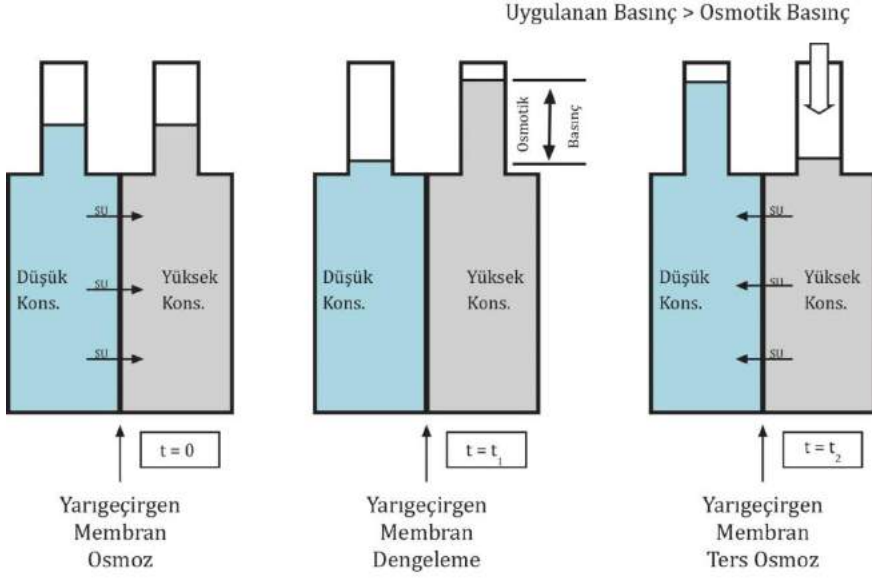 Uygulanan Basınç > Osmotik Basınç
Osmotik
Basınç
su
su
su
Düşük
Kons.
Yüksek
Kons.
Düşük
Kons.
Yüksek
Kons.
su
su
su
Düşük
Kons.
Yüksek
Kons.
t = 0
t = t₁
t = t₂
Yarıgeçirgen
Membran
Osmoz
Yarıgeçirgen
Membran
Dengeleme
Yarıgeçirgen
Membran
Ters Osmoz